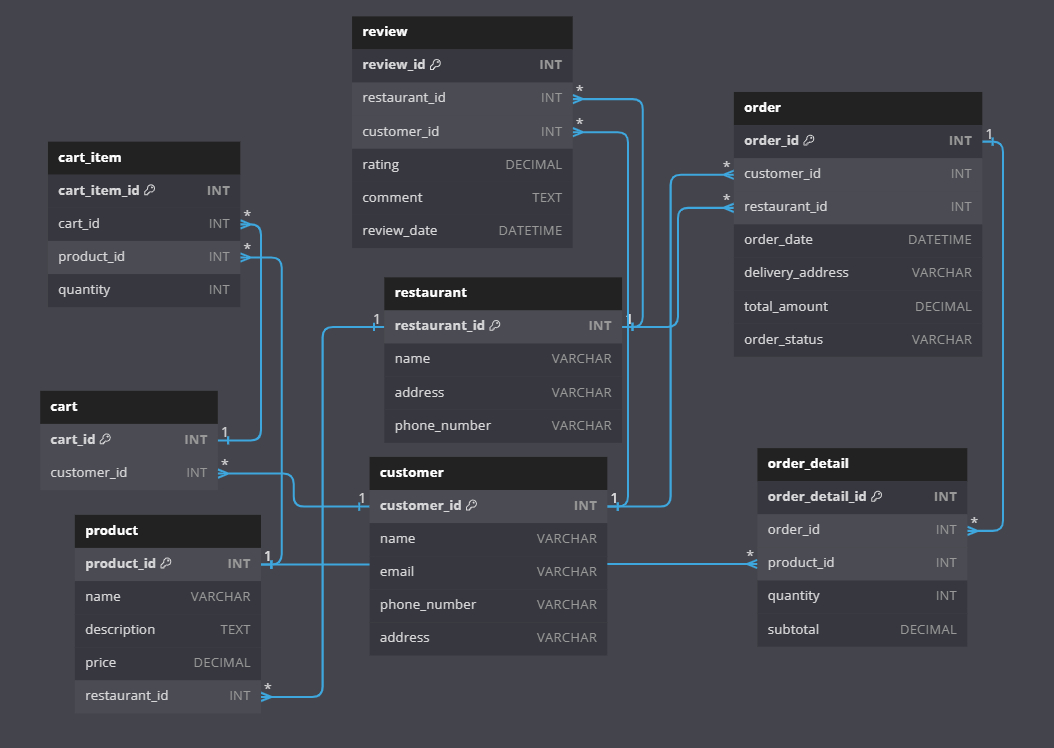 review
review_id INT
restaurant_id INT
customer_id INT
rating DECIMAL
comment TEXT
review_date DATETIME
* 
*
order
order_id INT
customer_id INT
restaurant_id INT
order_date DATETIME
delivery_address VARCHAR
total_amount DECIMAL
order_status VARCHAR
1
*
*
cart_item
cart_item_id INT
cart_id INT
product_id INT
quantity INT
*
*
restaurant
restaurant_id INT
name VARCHAR
address VARCHAR
phone_number VARCHAR
1
1
cart
cart_id INT
customer_id INT
1
*
customer
customer_id INT
name VARCHAR
email VARCHAR
phone_number VARCHAR
address VARCHAR
1
1
order_detail
order_detail_id INT
order_id INT
product_id INT
quantity INT
subtotal DECIMAL
*
*
product
product_id INT
name VARCHAR
description TEXT
price DECIMAL
restaurant_id INT
1
*